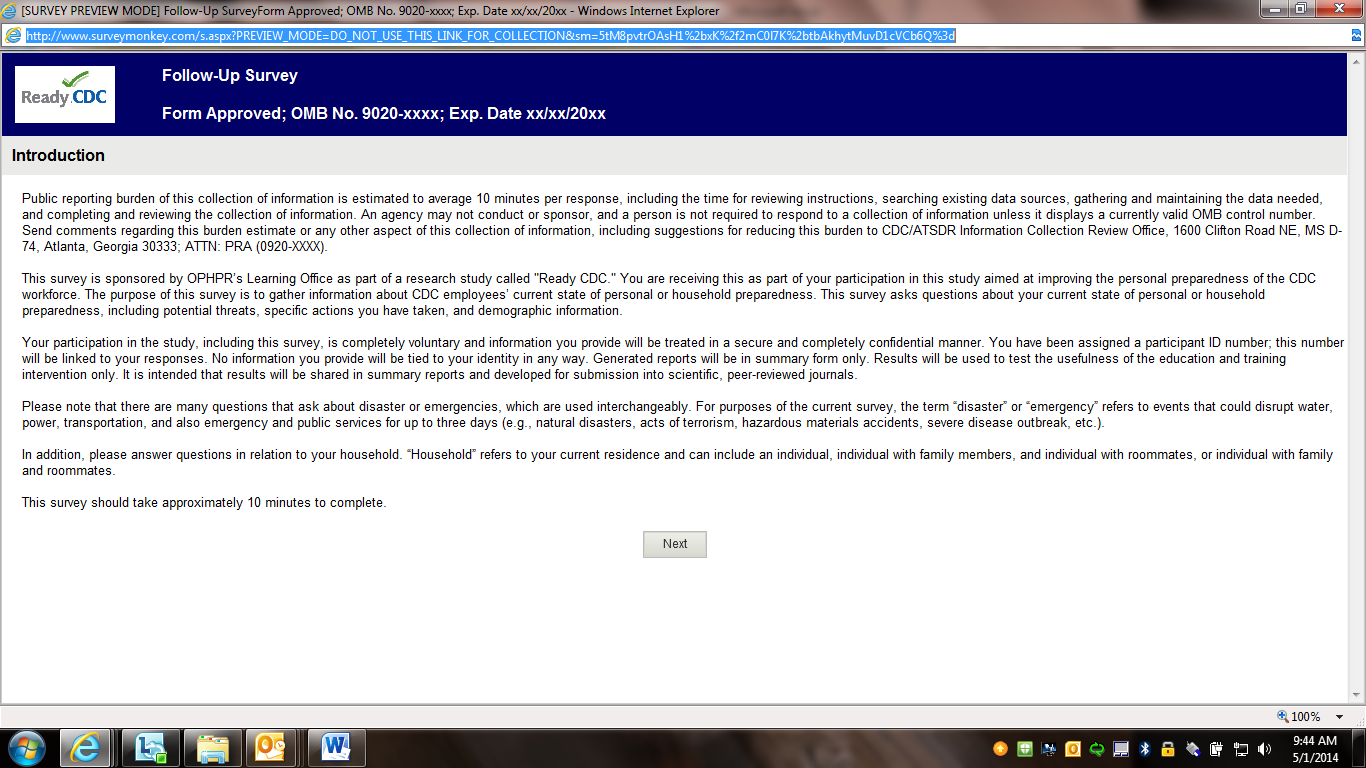 [SURVEY PREVIEW MODE] Follow-Up SurveyForm Approved; OMB No. 9020-xxxx; Exp. Date xx/xx/20xx - Windows Internet Explorer
http://www.surveymonkey.com/s.aspx?PREVIEW_MODE=DO_NOT_USE_THIS_LINK_FOR_COLLECTION&sm=5tM8pvtrOAsH1%2bxK%2f2mC0I7K%2btbAkhytMuvD1cVCb6Q%3d
Ready CDC
Follow-Up Survey
Form Approved; OMB No. 9020-xxxx; Exp. Date xx/xx/20xx
Introduction
Public reporting burden of this collection of information is estimated to average 10 minutes per response, including the time for reviewing instructions, searching existing data sources, gathering and maintaining the data needed,
and completing and reviewing the collection of information. An agency may not conduct or sponsor, and a person is not required to respond to a collection of information unless it displays a currently valid OMB control number.
Send comments regarding this burden estimate or any other aspect of this collection of information, including suggestions for reducing this burden to CDC/ATSDR Information Collection Review Office, 1600 Clifton Road NE, MS D-
74, Atlanta, Georgia 30333; ATTN: PRA (0920-XXXX).
This survey is sponsored by OPHPR’s Learning Office as part of a research study called "Ready CDC." You are receiving this as part of your participation in this study aimed at improving the personal preparedness of the CDC
workforce. The purpose of this survey is to gather information about CDC employees’ current state of personal or household preparedness. This survey asks questions about your current state of personal or household
preparedness, including potential threats, specific actions you have taken, and demographic information.
Your participation in the study, including this survey, is completely voluntary and information you provide will be treated in a secure and completely confidential manner. You have been assigned a participant ID number; this number
will be linked to your responses. No information you provide will be tied to your identity in any way. Generated reports will be in summary form only. Results will be used to test the usefulness of the education and training
intervention only. It is intended that results will be shared in summary reports and developed for submission into scientific, peer-reviewed journals.
Please note that there are many questions that ask about disaster or emergencies, which are used interchangeably. For purposes of the current survey, the term “disaster” or “emergency” refers to events that could disrupt water,
power, transportation, and also emergency and public services for up to three days (e.g., natural disasters, acts of terrorism, hazardous materials accidents, severe disease outbreak, etc.).
In addition, please answer questions in relation to your household. “Household” refers to your current residence and can include an individual, individual with family members, and individual with roommates, or individual with family
and roommates.
This survey should take approximately 10 minutes to complete.
Next
100%
9:44 AM
5/1/2014